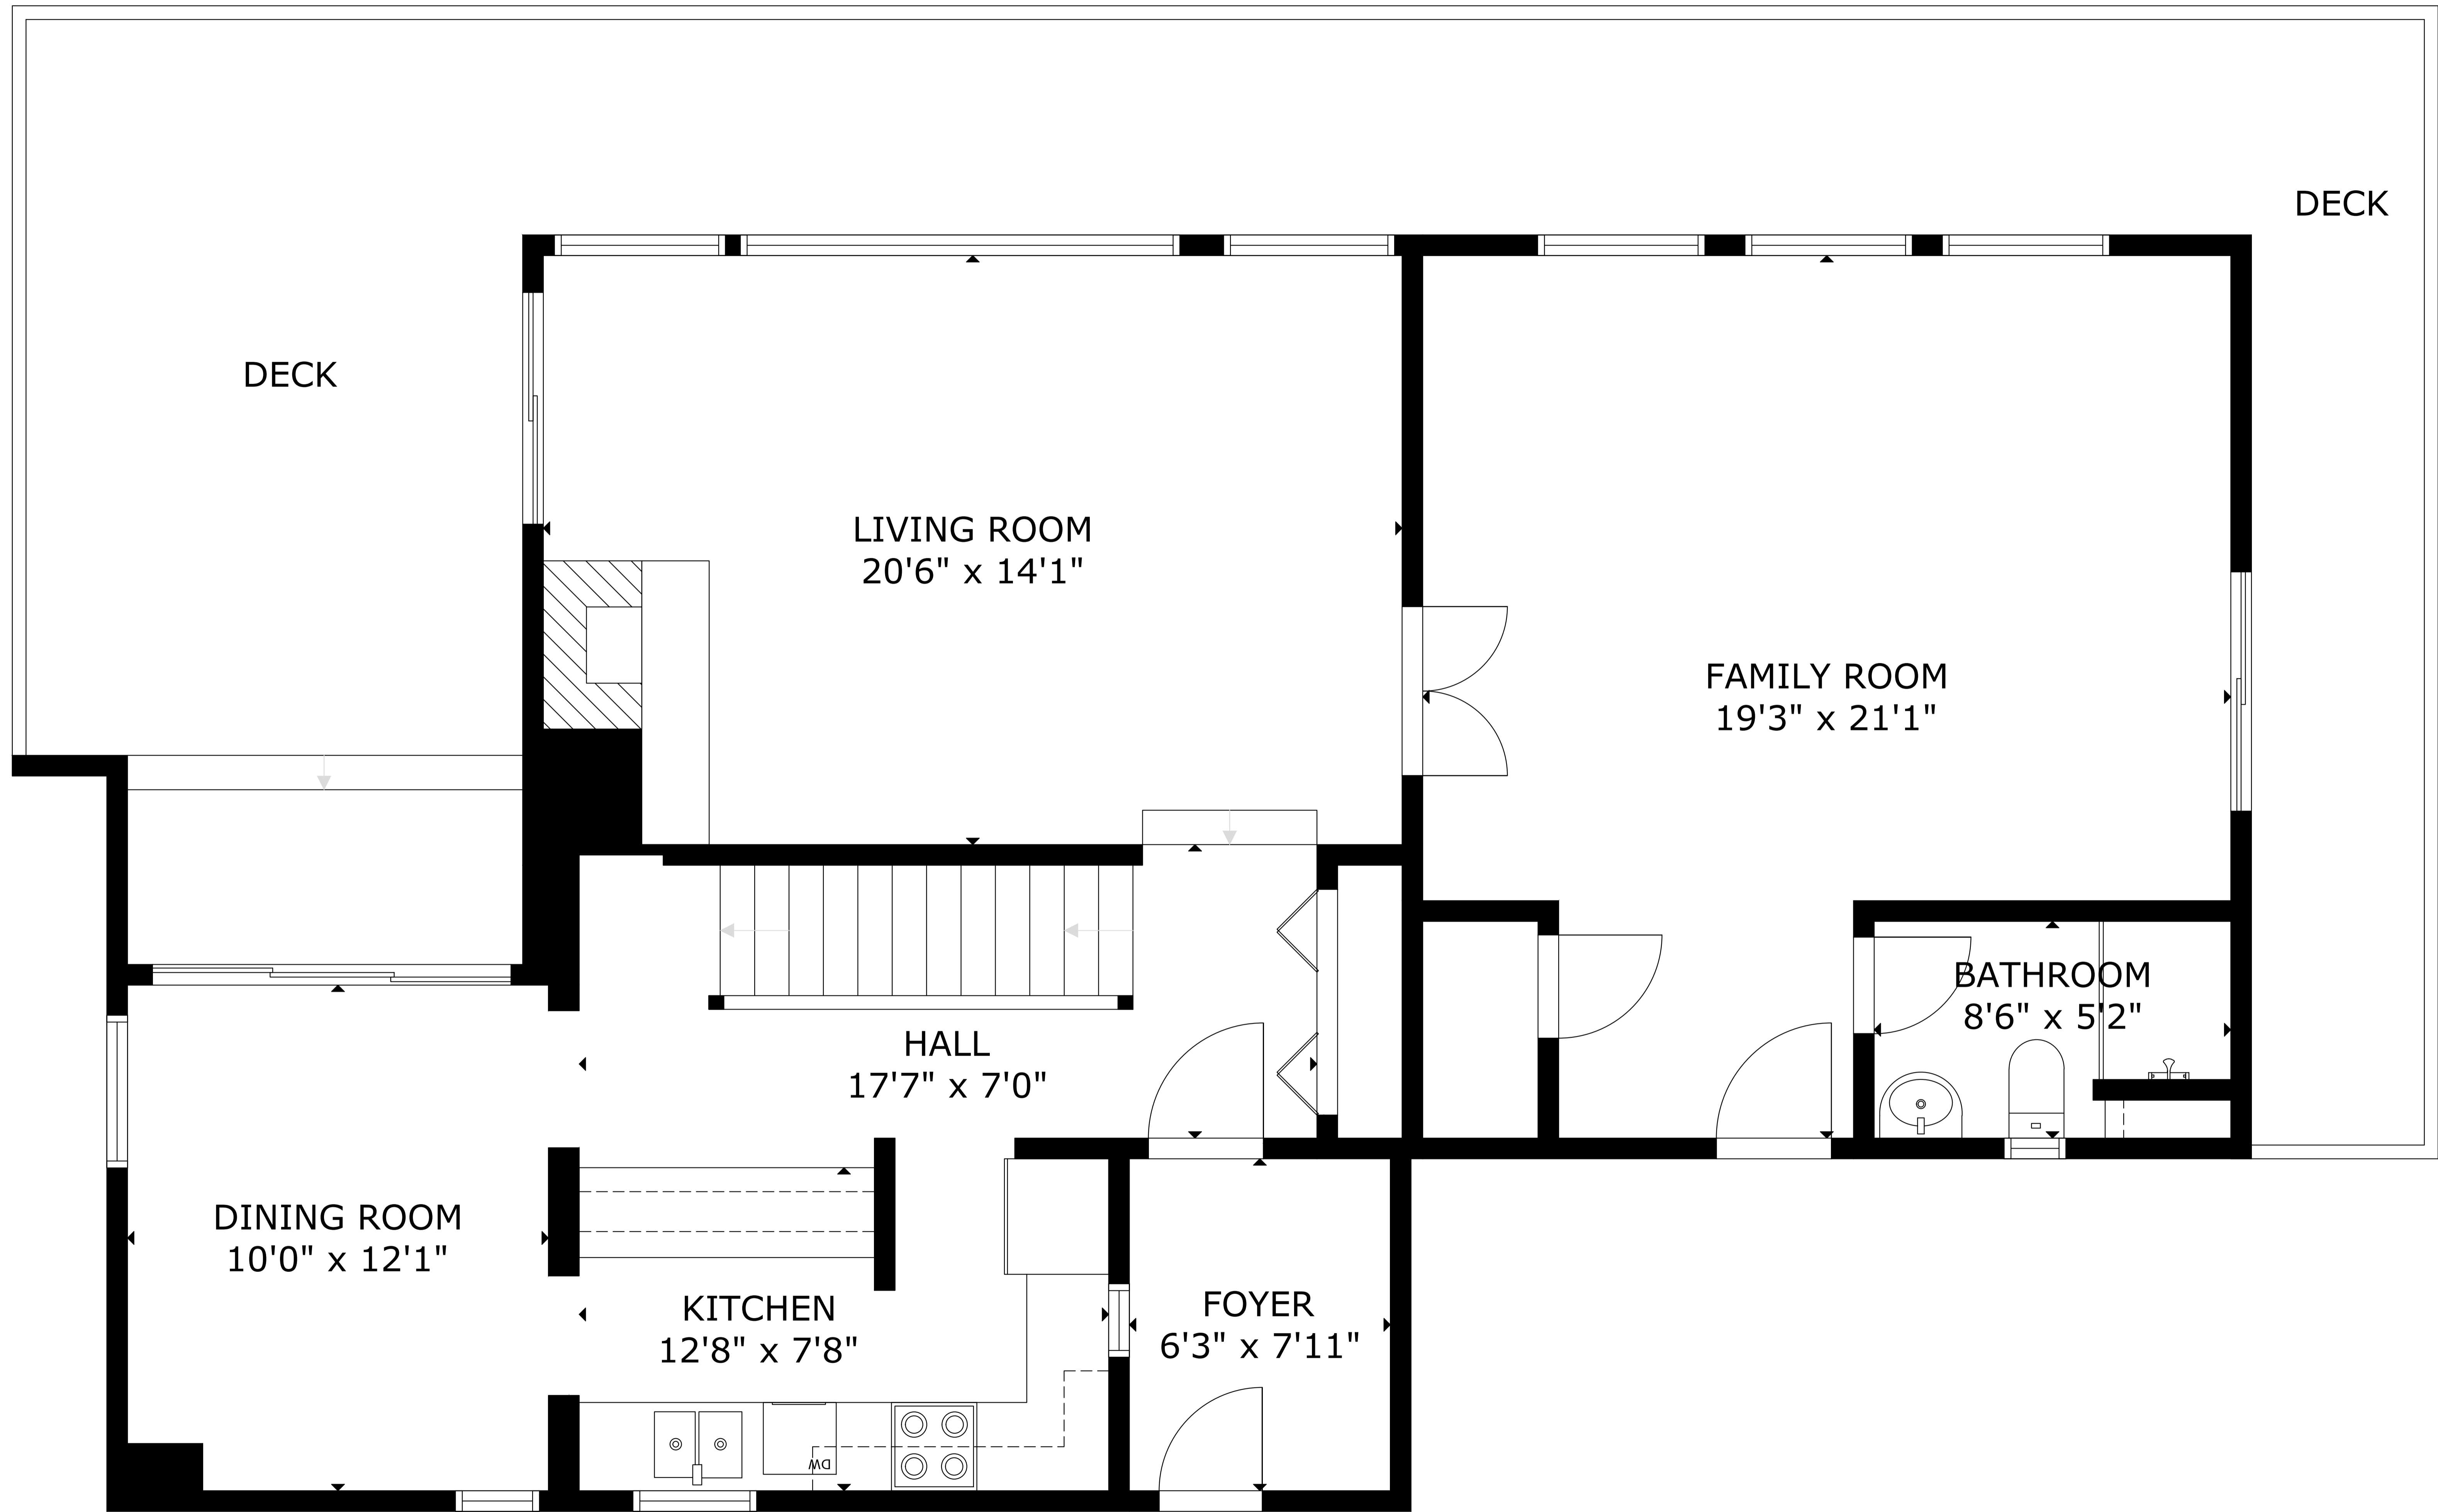 DECK
DECK
LIVING ROOM
20'6" x 14'1"
FAMILY ROOM
19'3" x 21'1"
BATHROOM
8'6" x 5'2"
HALL
17'7" x 7'0"
DINING ROOM
10'0" x 12'1"
KITCHEN
12'8" x 7'8"
FOYER
6'3" x 7'11"
DW